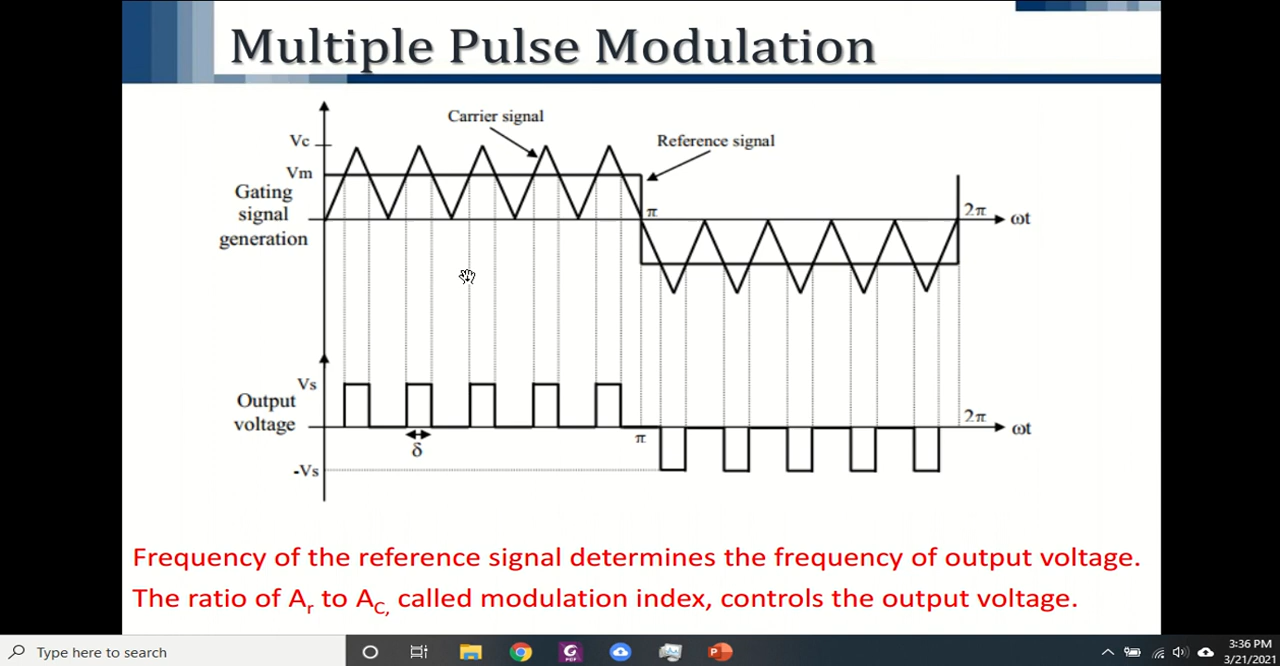 Multiple Pulse Modulation
Carrier signal
Vc
Reference signal
Vm
Gating
signal
generation
π
2π
ωt
Vs
Output
voltage
2π
ωt
π
δ
-Vs
Frequency of the reference signal determines the frequency of output voltage.
The ratio of Ar to AC, called modulation index, controls the output voltage.
Type here to search
3:36 PM
3/21/2021